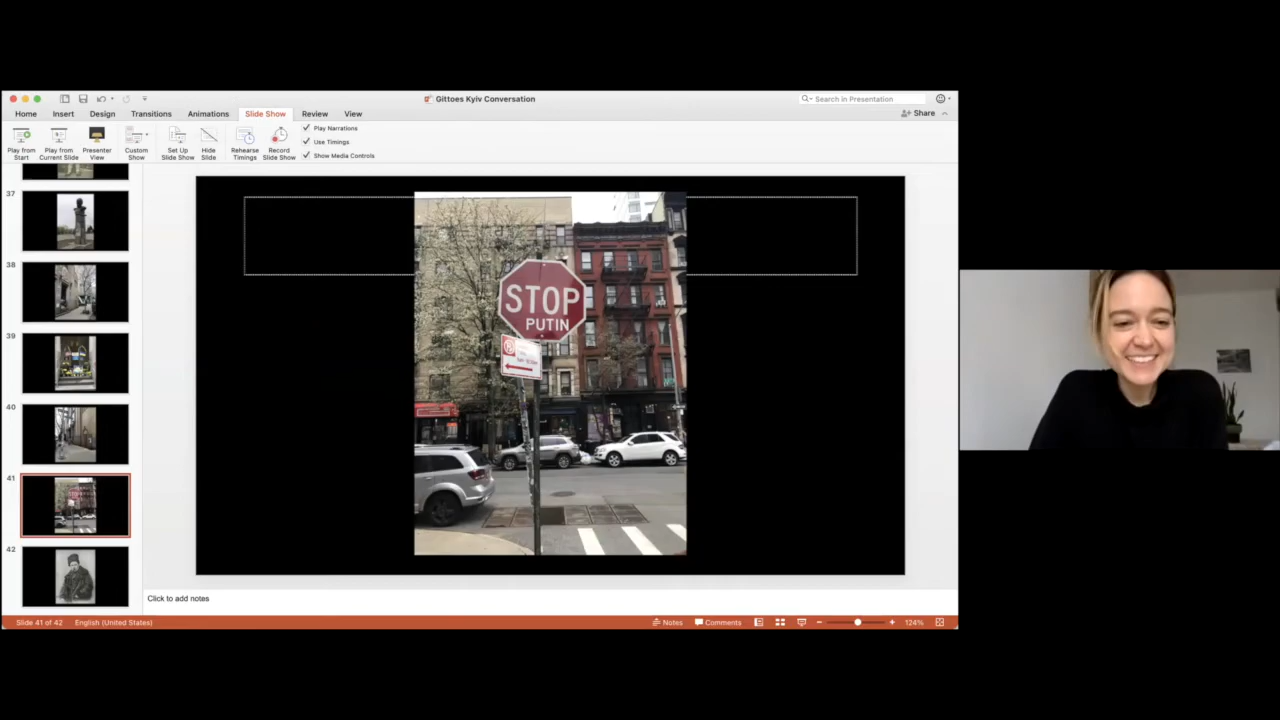 Gittoes Kyiv Conversation
Search in Presentation
Home Insert Design Transitions Animations Slide Show Review View
Share
Play from Start
Play from Current Slide
Presenter View
Custom Show
Set Up Slide Show
Hide Slide
Rehearse Timings
Record Slide Show
Play Narrations
Use Timings
Show Media Controls
37
38
39
40
41
42
STOP
PUTIN
Click to add notes
Slide 41 of 42 English (United States) Notes Comments 124%